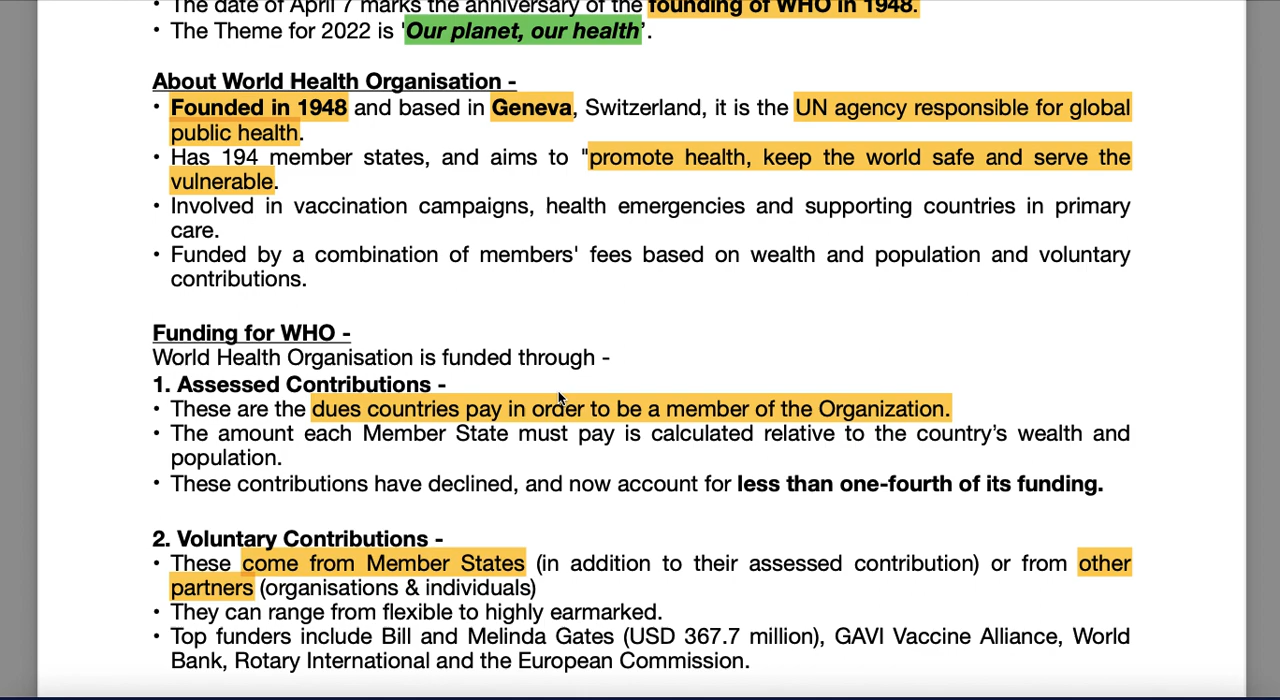 • The date of April 7 marks the anniversary of the founding of WHO in 1948.
• The Theme for 2022 is 'Our planet, our health'.
About World Health Organisation -
• Founded in 1948 and based in Geneva, Switzerland, it is the UN agency responsible for global
public health.
• Has 194 member states, and aims to "promote health, keep the world safe and serve the
vulnerable.
• Involved in vaccination campaigns, health emergencies and supporting countries in primary
care.
• Funded by a combination of members' fees based on wealth and population and voluntary
contributions.
Funding for WHO -
World Health Organisation is funded through -
1. Assessed Contributions -
• These are the dues countries pay in order to be a member of the Organization.
• The amount each Member State must pay is calculated relative to the country's wealth and
population.
• These contributions have declined, and now account for less than one-fourth of its funding.
2. Voluntary Contributions -
• These come from Member States (in addition to their assessed contribution) or from other
partners (organisations & individuals)
• They can range from flexible to highly earmarked.
• Top funders include Bill and Melinda Gates (USD 367.7 million), GAVI Vaccine Alliance, World
Bank, Rotary International and the European Commission.